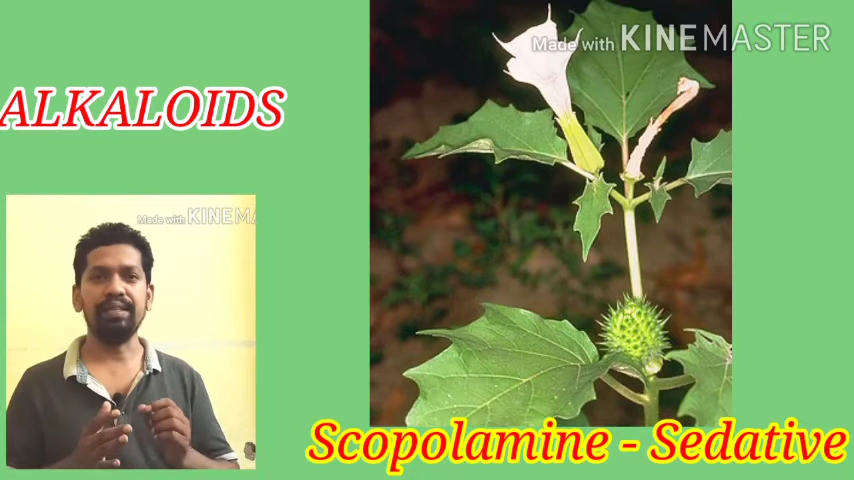 Made with KINEMASTER
ALKALOIDS
Made with KINEMA
Scopolamine - Sedative